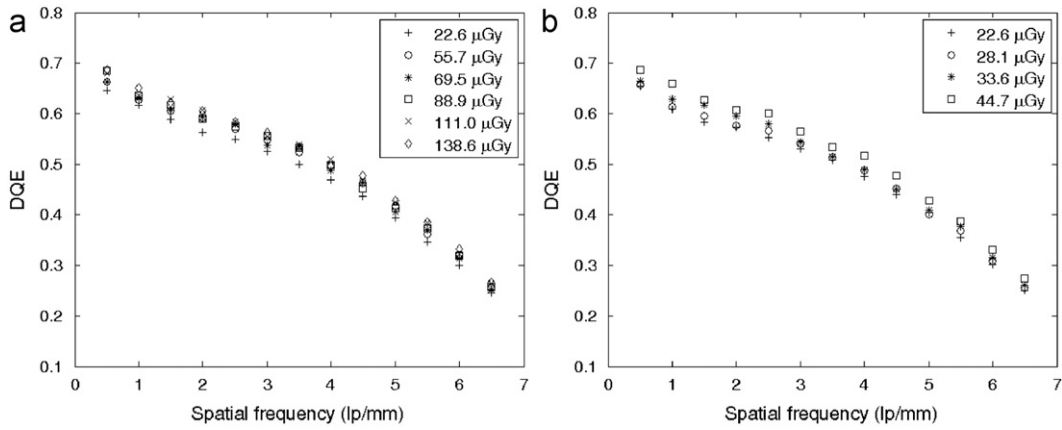 a
0.8
0.7
0.6
0.5
0.4
0.3
0.2
0.1
0
1
2
3
4
5
6
7
DQE
Spatial frequency (lp/mm)
22.6 μGy
55.7 μGy
69.5 μGy
88.9 μGy
111.0 μGy
138.6 μGy
b
0.8
0.7
0.6
0.5
0.4
0.3
0.2
0.1
0
1
2
3
4
5
6
7
DQE
Spatial frequency (lp/mm)
22.6 μGy
28.1 μGy
33.6 μGy
44.7 μGy